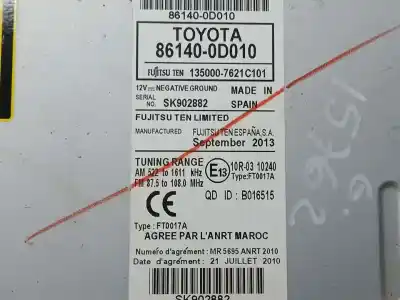 86140-0D010
TOYOTA
86140-0D010
FUJITSU TEN 135000-7621C101
12V NEGATIVE GROUND MADE IN
SERIAL NO. SK902882 SPAIN
FUJITSU TEN LIMITED
MANUFACTURED FUJITSU TEN ESPAÑA, S.A.
September 2013
TUNING RANGE
AM 522 to 1611 kHz
FM 87.5 to 108.0 MHz
E13 10R-03 10240
Type: FT0017A
CE QD ID : B016515
Type: FT0017A
AGREE PAR L'ANRT MAROC
Numéro d'agrément : MR 5695 ANRT 2010
Date d'agrément : 21 JUILLET 2010
SK902882